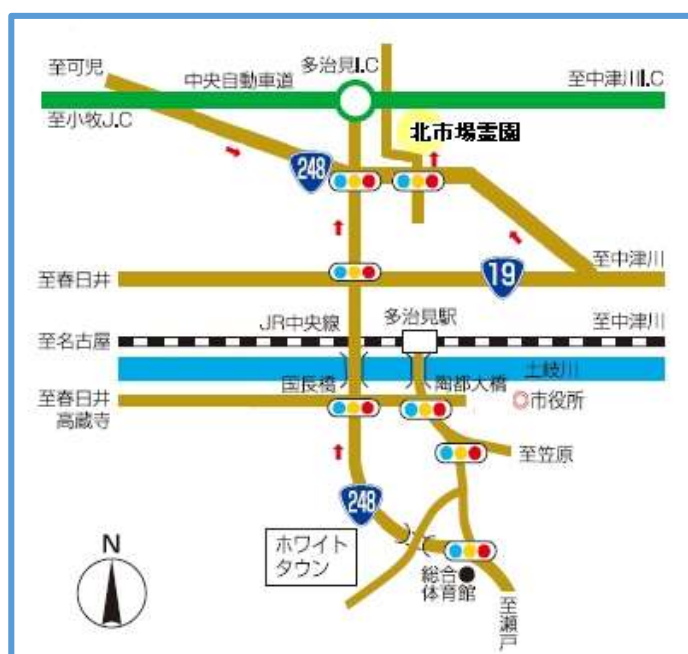 至可児
多治見I.C
中央自動車道
至中津川I.C
至小牧J.C
北市場霊園
248
至中津川
19
至春日井
JR中央線
多治見駅
至中津川
至名古屋
土岐川
国長橋
陶都大橋
至春日井
高蔵寺
◎市役所
至笠原
248
N
ホワイト
タウン
総合
体育館
至瀬戸